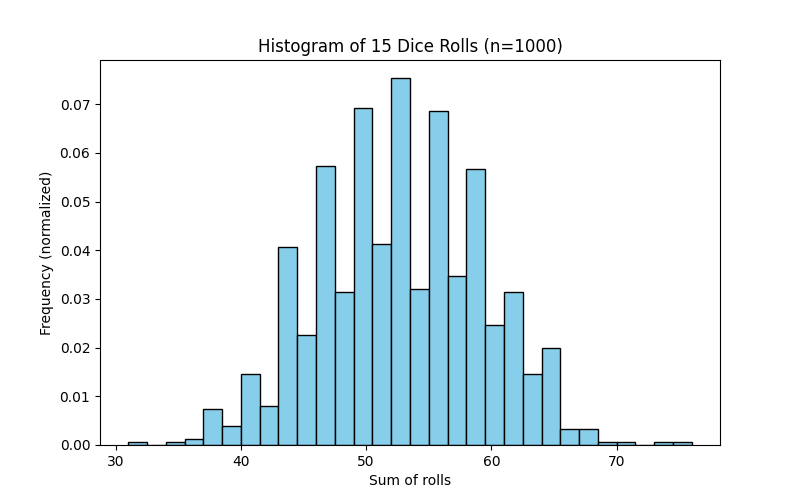 Histogram of 15 Dice Rolls (n=1000)
0.07
0.06
0.05
0.04
0.03
0.02
0.01
0.00
Frequency (normalized)
30 40 50 60 70
Sum of rolls